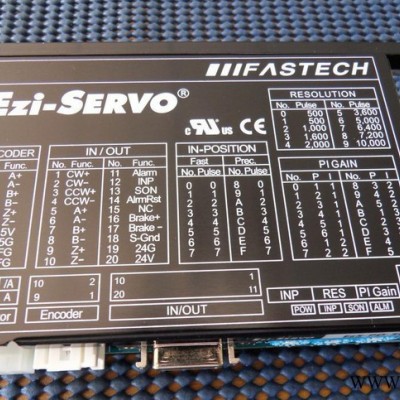 FASTECH
Ezi-SERVO®
c UL us CE
RESOLUTION
No. Pulse No. Pulse
0 500 5 3,600
1 500 6 5,000
2 1,000 7 6,400
3 1,600 8 7,200
4 2,000 9 10,000
CODER
Func.
A+
A-
B+
B-
Z+
Z-
IN / OUT
No. Func. No. Func.
1 CW+ 11 Alarm
2 CW- 12 INP
3 CCW+ 13 SON
4 CCW- 14 AlrmRst
5 A+ 15 NC
6 A- 16 Brake+
7 B+ 17 Brake-
8 B- 18 S-Gnd
9 Z+ 19 24G
10 Z- 20 24V
IN-POSITION
Fast Prec.
No. Pulse No. Pulse
0 0 8 0
1 1 9 1
2 2 A 2
3 3 B 3
4 4 C 4
5 5 D 5
6 6 E 6
7 7 F 7
PI GAIN
No. P I No. P I
10 2
9 1
Encoder
10 1
20 11
IN/OUT
INP RES PI Gain
POW INP SON ALM